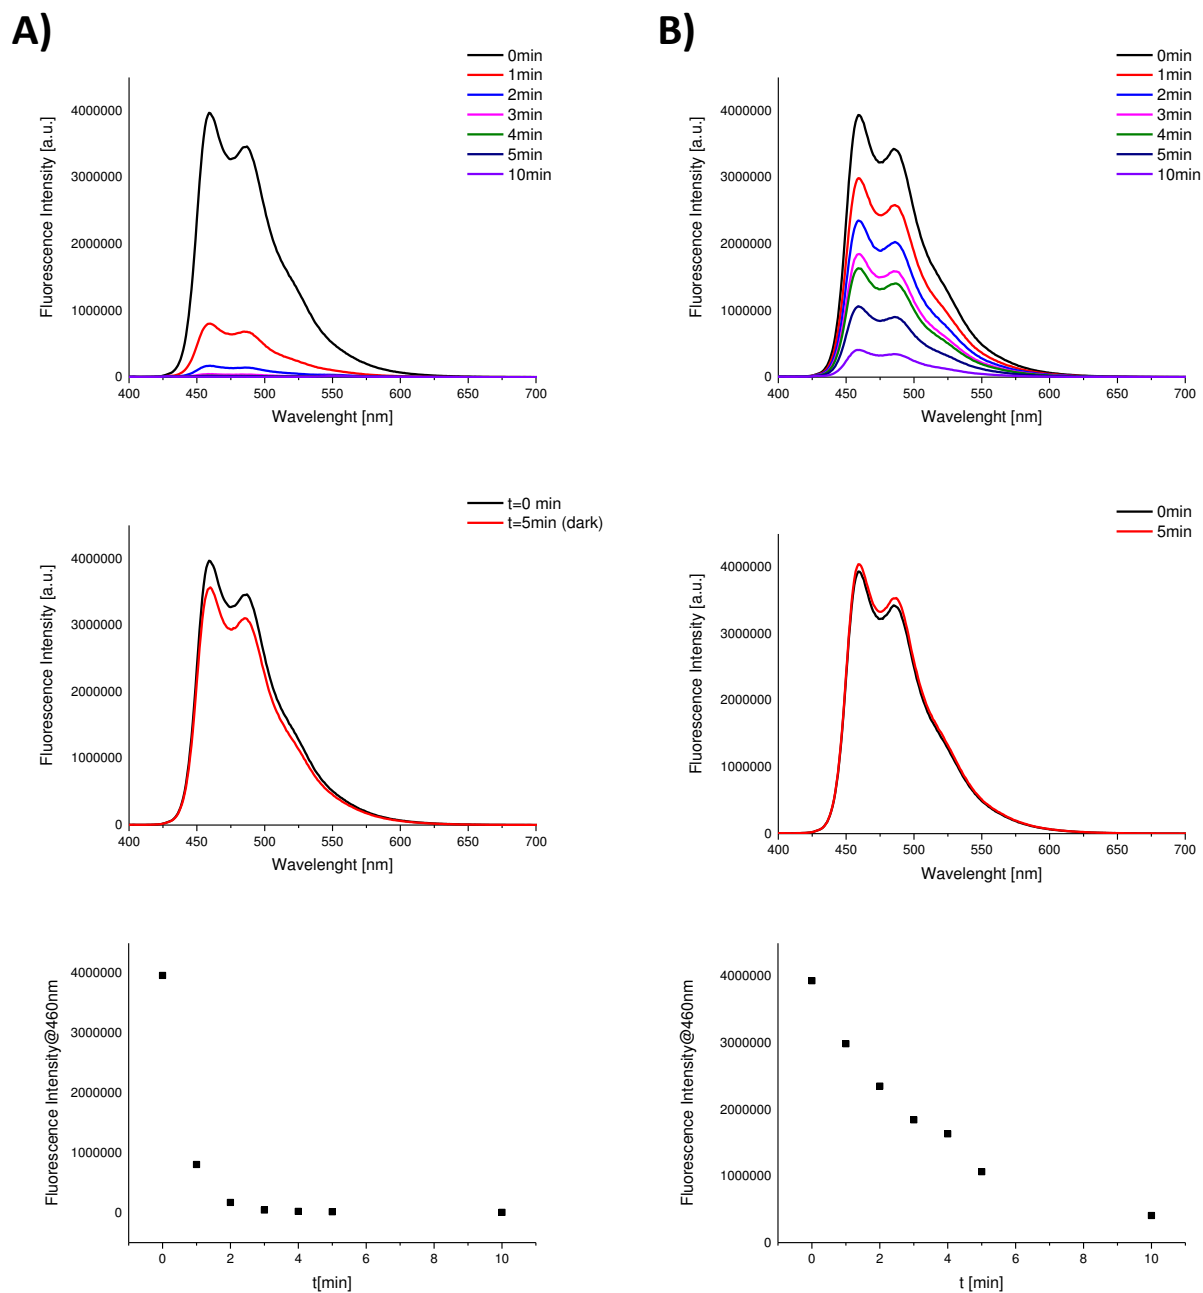 A)
0min
1min
2min
3min
4min
5min
10min
4000000
3000000
2000000
1000000
0
Fluorescence Intensity [a.u.]
400 450 500 550 600 650 700
Wavelenght [nm]
B)
0min
1min
2min
3min
4min
5min
10min
4000000
3000000
2000000
1000000
0
Fluorescence Intensity [a.u.]
400 450 500 550 600 650 700
Wavelenght [nm]
t=0 min
t=5min (dark)
4000000
3000000
2000000
1000000
0
Fluorescence Intensity [a.u.]
400 450 500 550 600 650 700
Wavelenght [nm]
0min
5min
4000000
3000000
2000000
1000000
0
Fluorescence Intensity [a.u.]
400 450 500 550 600 650 700
Wavelenght [nm]
4000000
3000000
2000000
1000000
0
Fluorescence Intensity@460nm
0 2 4 6 8 10
t[min]
4000000
3000000
2000000
1000000
0
Fluorescence Intensity@460nm
0 2 4 6 8 10
t [min]